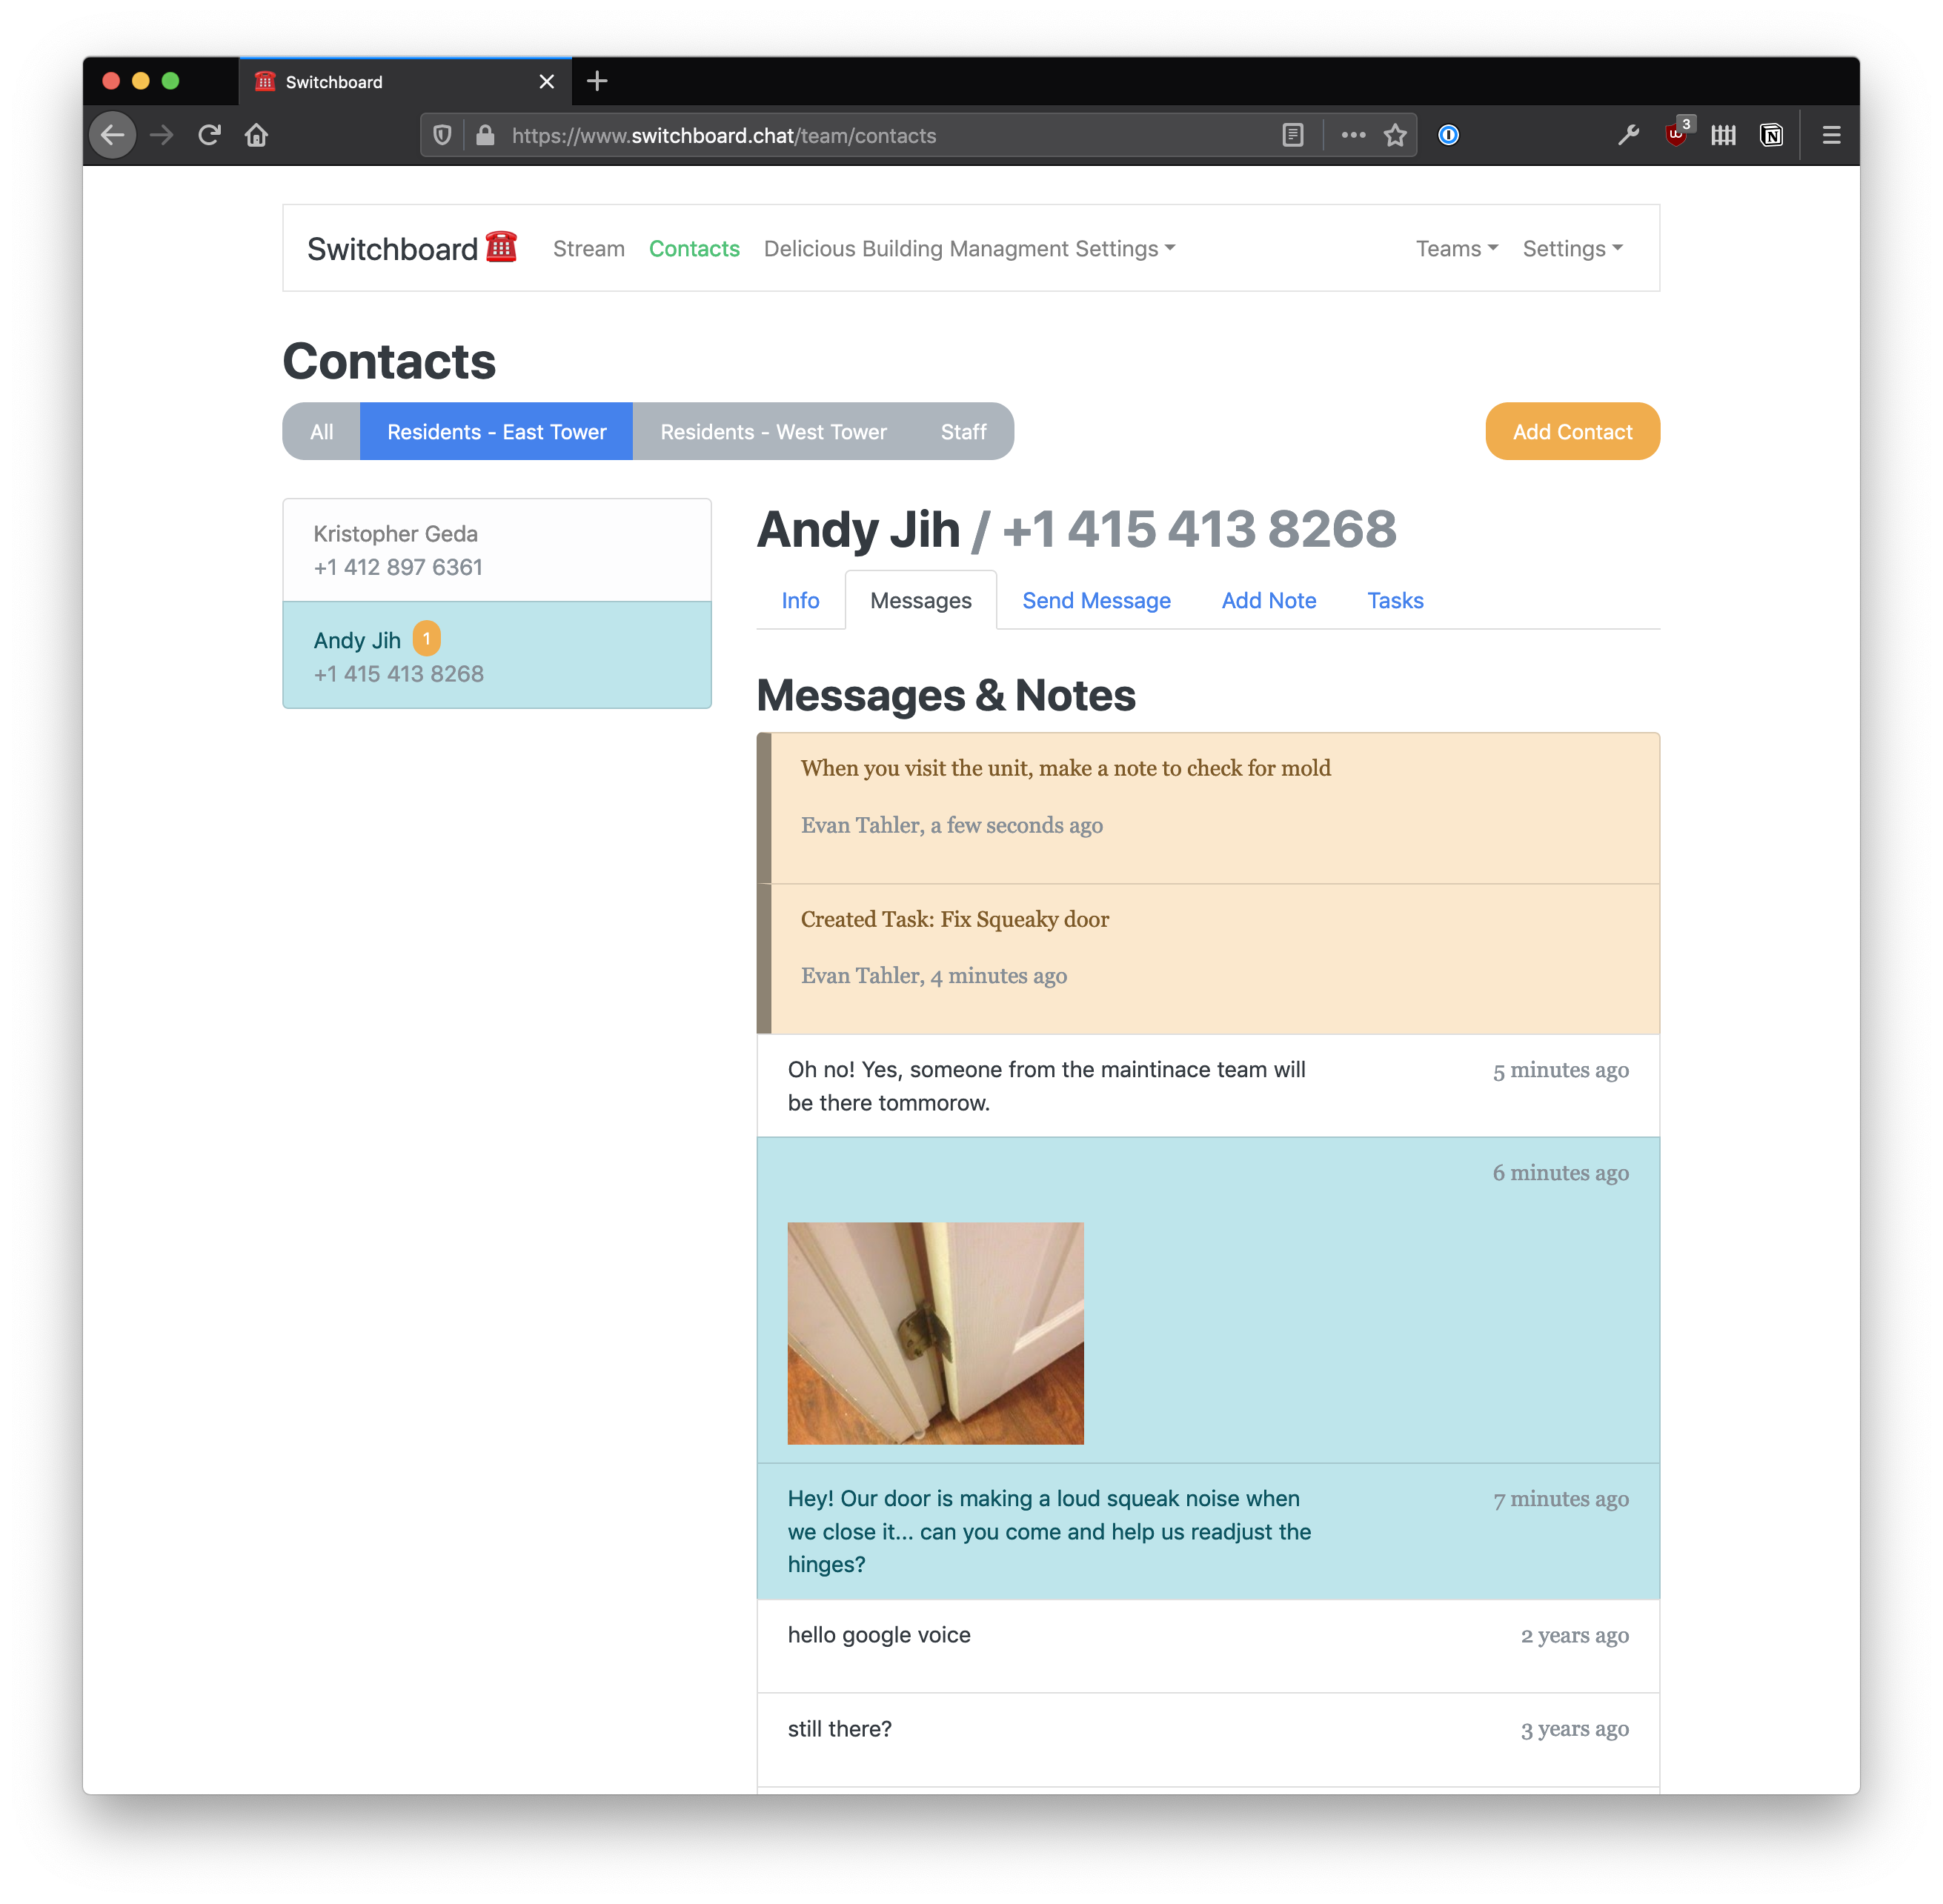 Switchboard
https://www.switchboard.chat/team/contacts
3
Switchboard
Stream
Contacts
Delicious Building Managment Settings
Teams
Settings
Contacts
All
Residents - East Tower
Residents - West Tower
Staff
Add Contact
Kristopher Geda
+1 412 897 6361
Andy Jih 1
+1 415 413 8268
Andy Jih / +1 415 413 8268
Info
Messages
Send Message
Add Note
Tasks
Messages & Notes
When you visit the unit, make a note to check for mold
Evan Tahler, a few seconds ago
Created Task: Fix Squeaky door
Evan Tahler, 4 minutes ago
Oh no! Yes, someone from the maintinace team will
be there tommorow.
5 minutes ago
6 minutes ago
Hey! Our door is making a loud squeak noise when
we close it... can you come and help us readjust the
hinges?
7 minutes ago
hello google voice
2 years ago
still there?
3 years ago